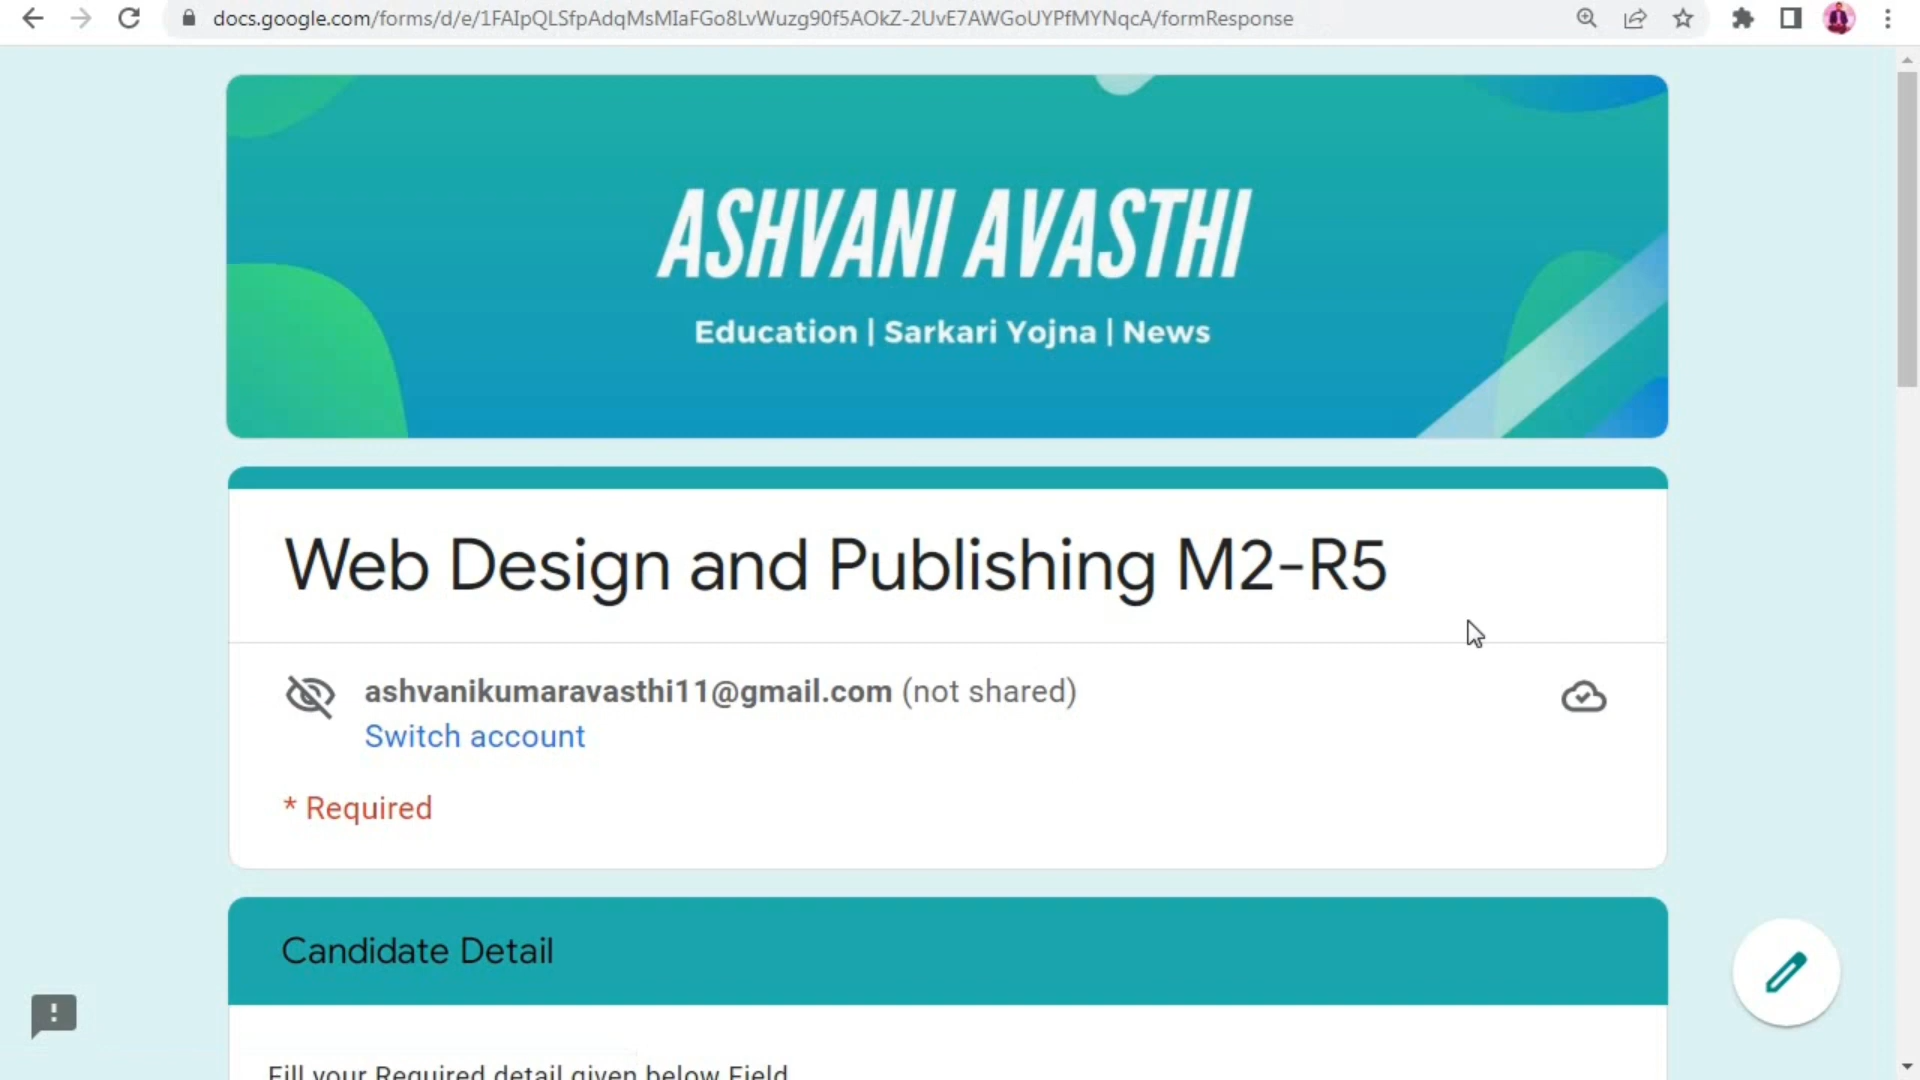 docs.google.com/forms/d/e/1FAIpQLSfpAdqMsMIaFGo8LvWuzg90f5AOkZ-2UvE7AWGoUYPfMYNqcA/formResponse
ASHVANI AVASTHI
Education | Sarkari Yojna | News
Web Design and Publishing M2-R5
ashvanikumaravasthi11@gmail.com (not shared)
Switch account
* Required
Candidate Detail
Fill your Required detail given below Field